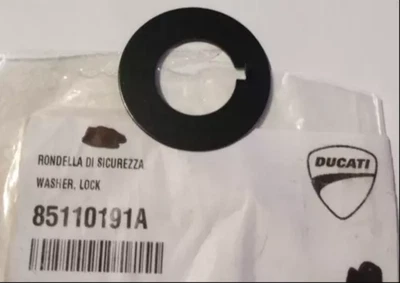 RONDELLA DI SICUREZZA
DUCATI
WASHER, LOCK
85110191A